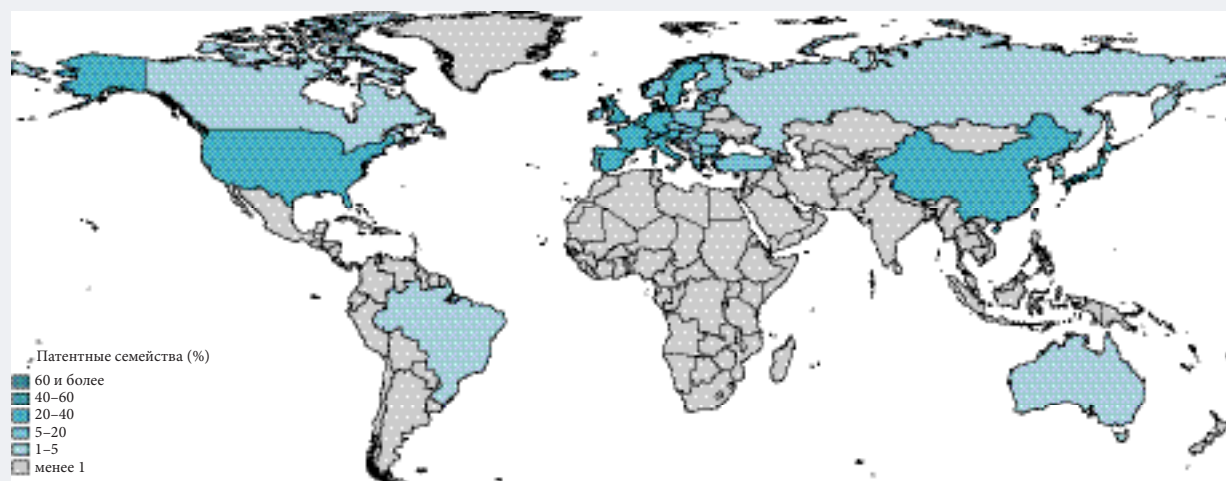 Патентные семейства (%)
60 и более
40–60
20–40
5–20
1–5
менее 1